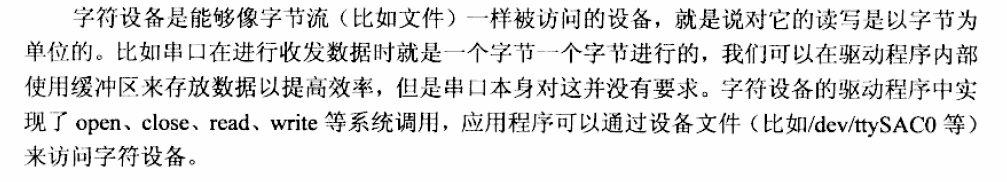 字符设备是能够像字节流（比如文件）一样被访问的设备，就是说对它的读写是以字节为
单位的。比如串口在进行收发数据时就是一个字节一个字节进行的，我们可以在驱动程序内部
使用缓冲区来存放数据以提高效率，但是串口本身对这并没有要求。字符设备的驱动程序中实
现了 open、close、read、write 等系统调用，应用程序可以通过设备文件（比如/dev/ttySAC0 等）
来访问字符设备。